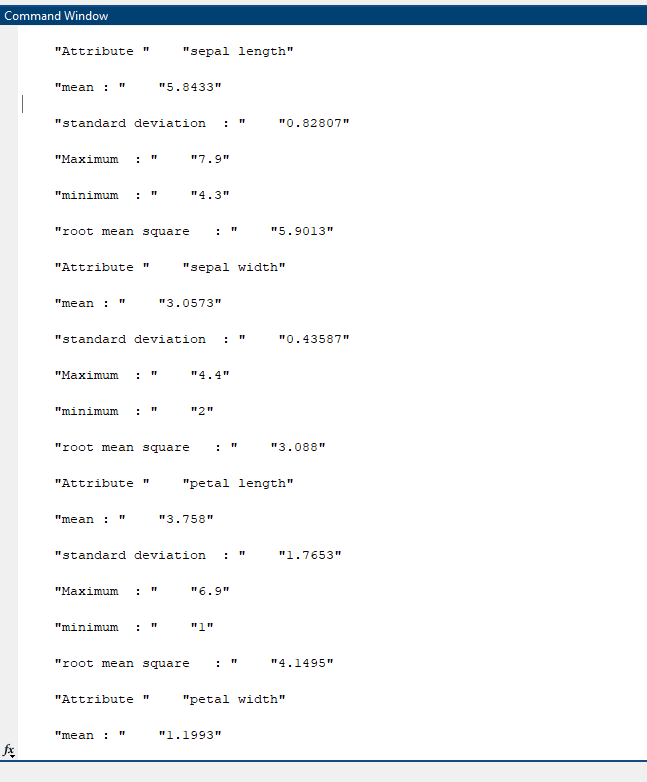 Command Window
"Attribute " "sepal length"
"mean : " "5.8433"
"standard deviation  : " "0.82807"
"Maximum  : " "7.9"
"minimum  : " "4.3"
"root mean square   : " "5.9013"
"Attribute " "sepal width"
"mean : " "3.0573"
"standard deviation  : " "0.43587"
"Maximum  : " "4.4"
"minimum  : " "2"
"root mean square   : " "3.088"
"Attribute " "petal length"
"mean : " "3.758"
"standard deviation  : " "1.7653"
"Maximum  : " "6.9"
"minimum  : " "1"
"root mean square   : " "4.1495"
"Attribute " "petal width"
"mean : " "1.1993"
fx